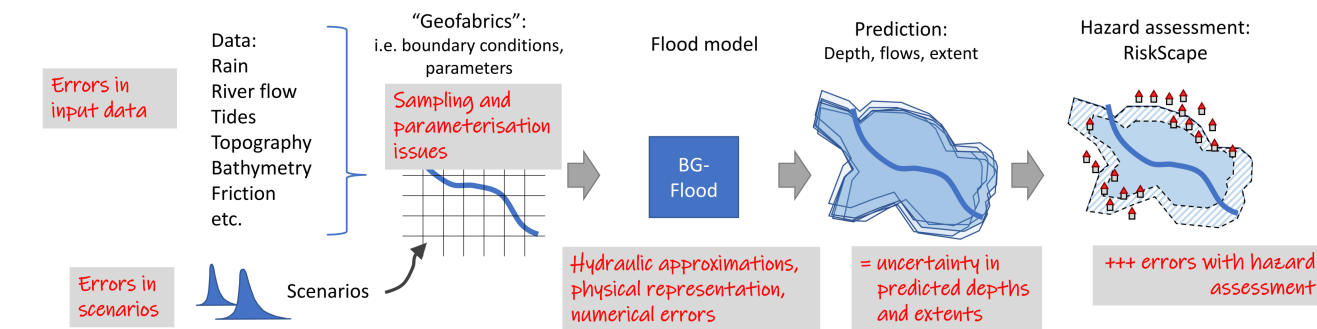 Errors in
input data
Data:
Rain
River flow
Tides
Topography
Bathymetry
Friction
etc.
Errors in
scenarios
Scenarios
“Geofabrics”:
i.e. boundary conditions,
parameters
Sampling and
parameterisation
issues
Flood model
BG-
Flood
Hydraulic approximations,
physical representation,
numerical errors
Prediction:
Depth, flows, extent
= uncertainty in
predicted depths
and extents
Hazard assessment:
RiskScape
+++ errors with hazard
assessment